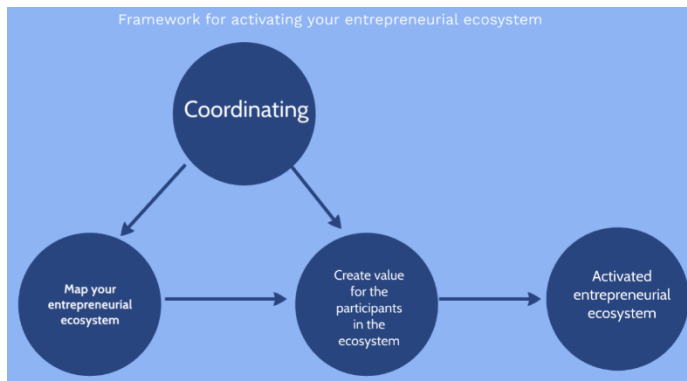 Framework for activating your entrepreneurial ecosystem
Coordinating
Map your
entrepreneurial
ecosystem
Create value
for the
participants
in the
ecosystem
Activated
entrepreneurial
ecosystem